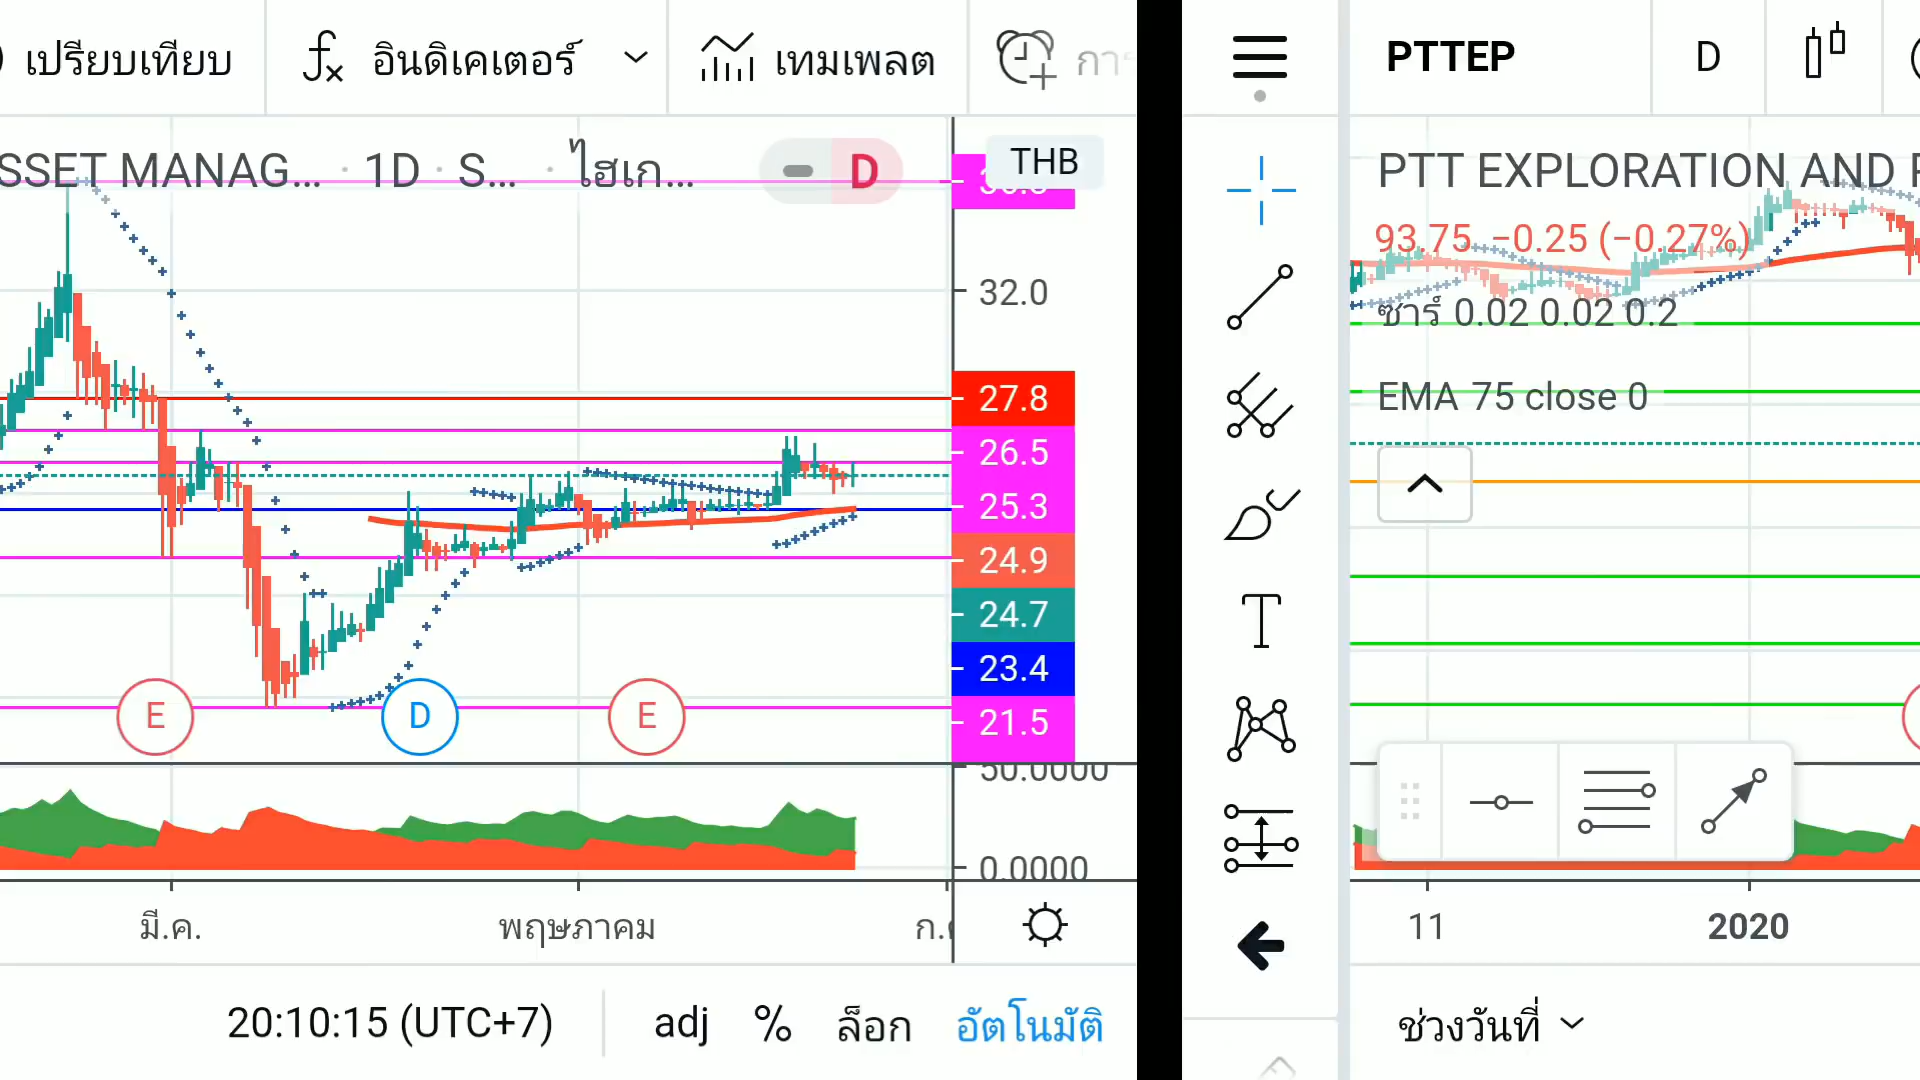 เปรียบเทียบ
อินดิเคเตอร์
เทมเพลต
SSET MANAG... · 1D · S... · ไฮเก...
D
THB
32.0
27.8
26.5
25.3
24.9
24.7
23.4
21.5
E
D
E
50.0000
0.0000
มี.ค.
พฤษภาคม
20:10:15 (UTC+7)
adj
%
ล็อก
อัตโนมัติ
PTTEP
D
PTT EXPLORATION AND
93.75 −0.25 (−0.27%)
ซาร์ 0.02 0.02 0.2
EMA 75 close 0
11
2020
ช่วงวันที่